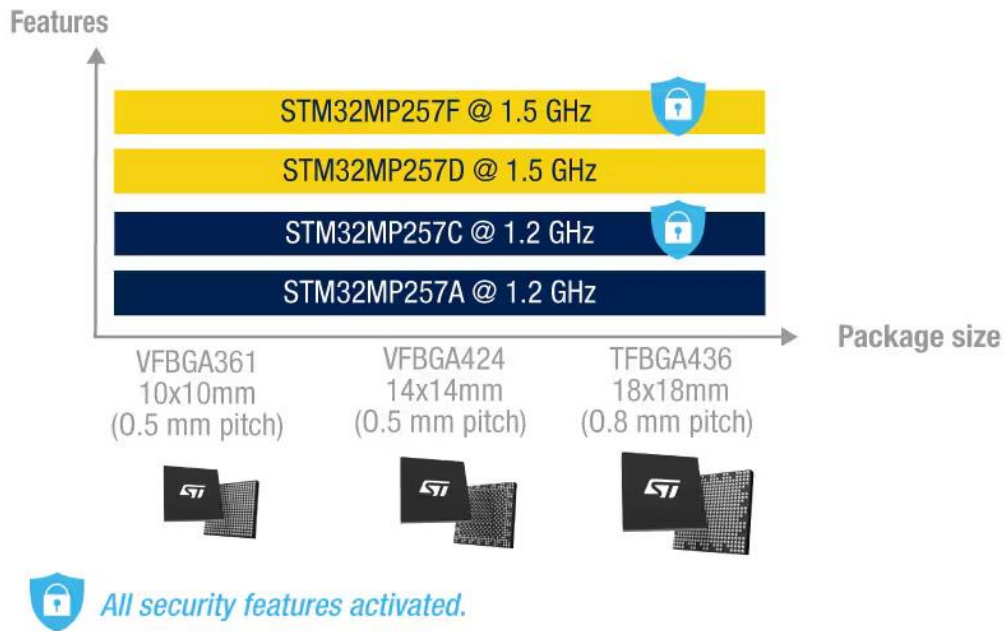 Features
STM32MP257F @ 1.5 GHz
STM32MP257D @ 1.5 GHz
STM32MP257C @ 1.2 GHz
STM32MP257A @ 1.2 GHz
Package size
VFBGA361
10x10mm
(0.5 mm pitch)
VFBGA424
14x14mm
(0.5 mm pitch)
TFBGA436
18x18mm
(0.8 mm pitch)
ST
ST
ST
All security features activated.